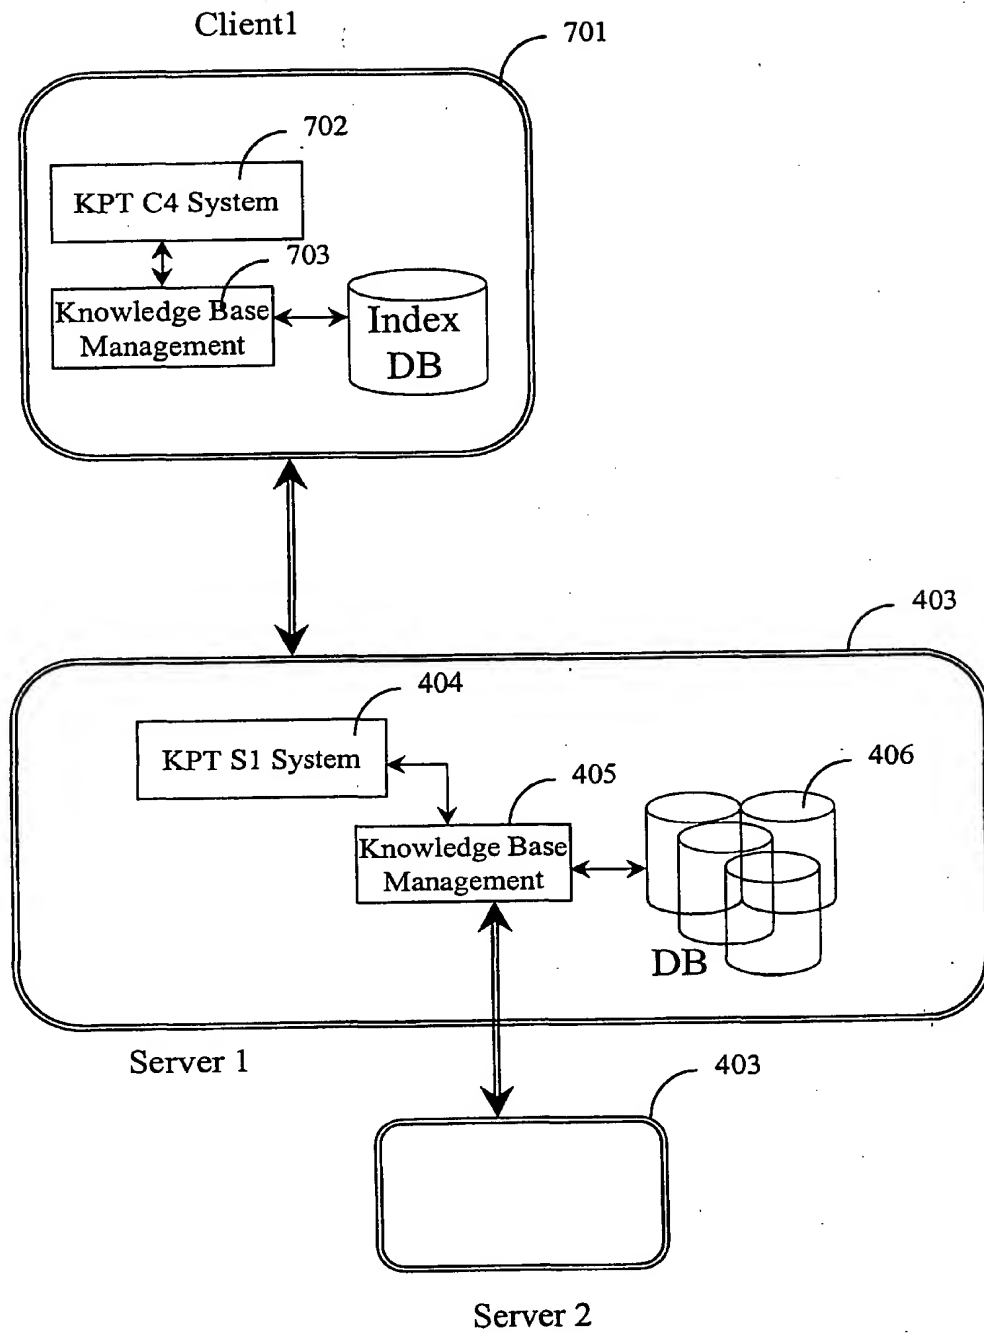 Client1
701
702
KPT C4 System
703
Knowledge Base
Management
Index
DB
403
404
KPT S1 System
405
406
Knowledge Base
Management
DB
Server 1
403
Server 2